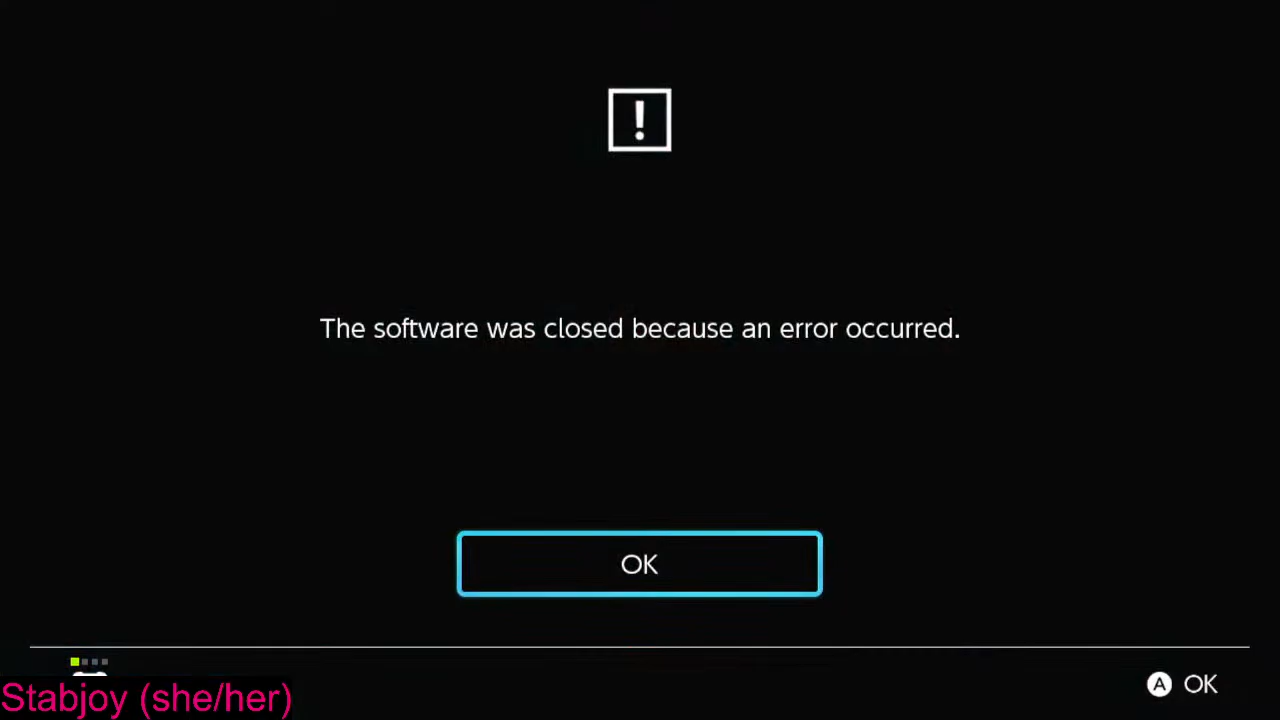 !
The software was closed because an error occurred.
OK
A OK
Stabjoy (she/her)